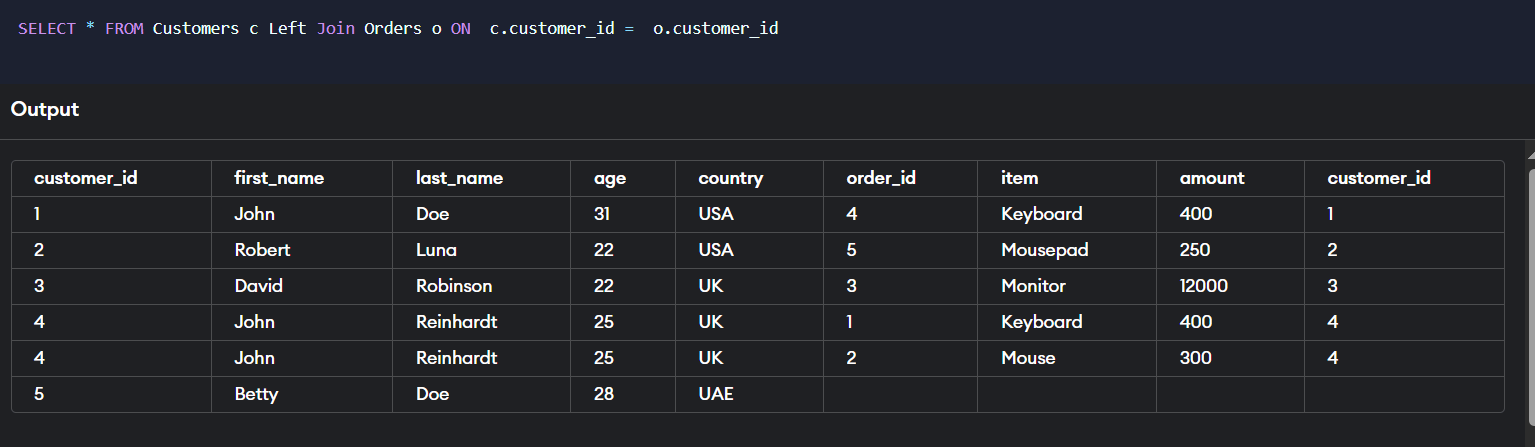 SELECT * FROM Customers c Left Join Orders o ON  c.customer_id =  o.customer_id
Output
customer_id first_name last_name age country order_id item amount customer_id
1 John Doe 31 USA 4 Keyboard 400 1
2 Robert Luna 22 USA 5 Mousepad 250 2
3 David Robinson 22 UK 3 Monitor 12000 3
4 John Reinhardt 25 UK 1 Keyboard 400 4
4 John Reinhardt 25 UK 2 Mouse 300 4
5 Betty Doe 28 UAE